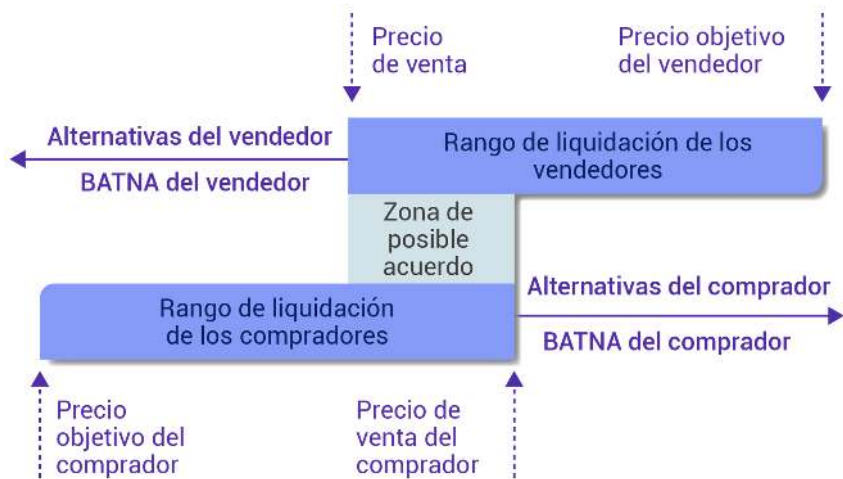 Precio
de venta
Precio objetivo
del vendedor
Alternativas del vendedor
BATNA del vendedor
Rango de liquidación de los
vendedores
Zona de
posible
acuerdo
Rango de liquidación
de los compradores
Alternativas del comprador
BATNA del comprador
Precio
objetivo del
comprador
Precio de
venta del
comprador